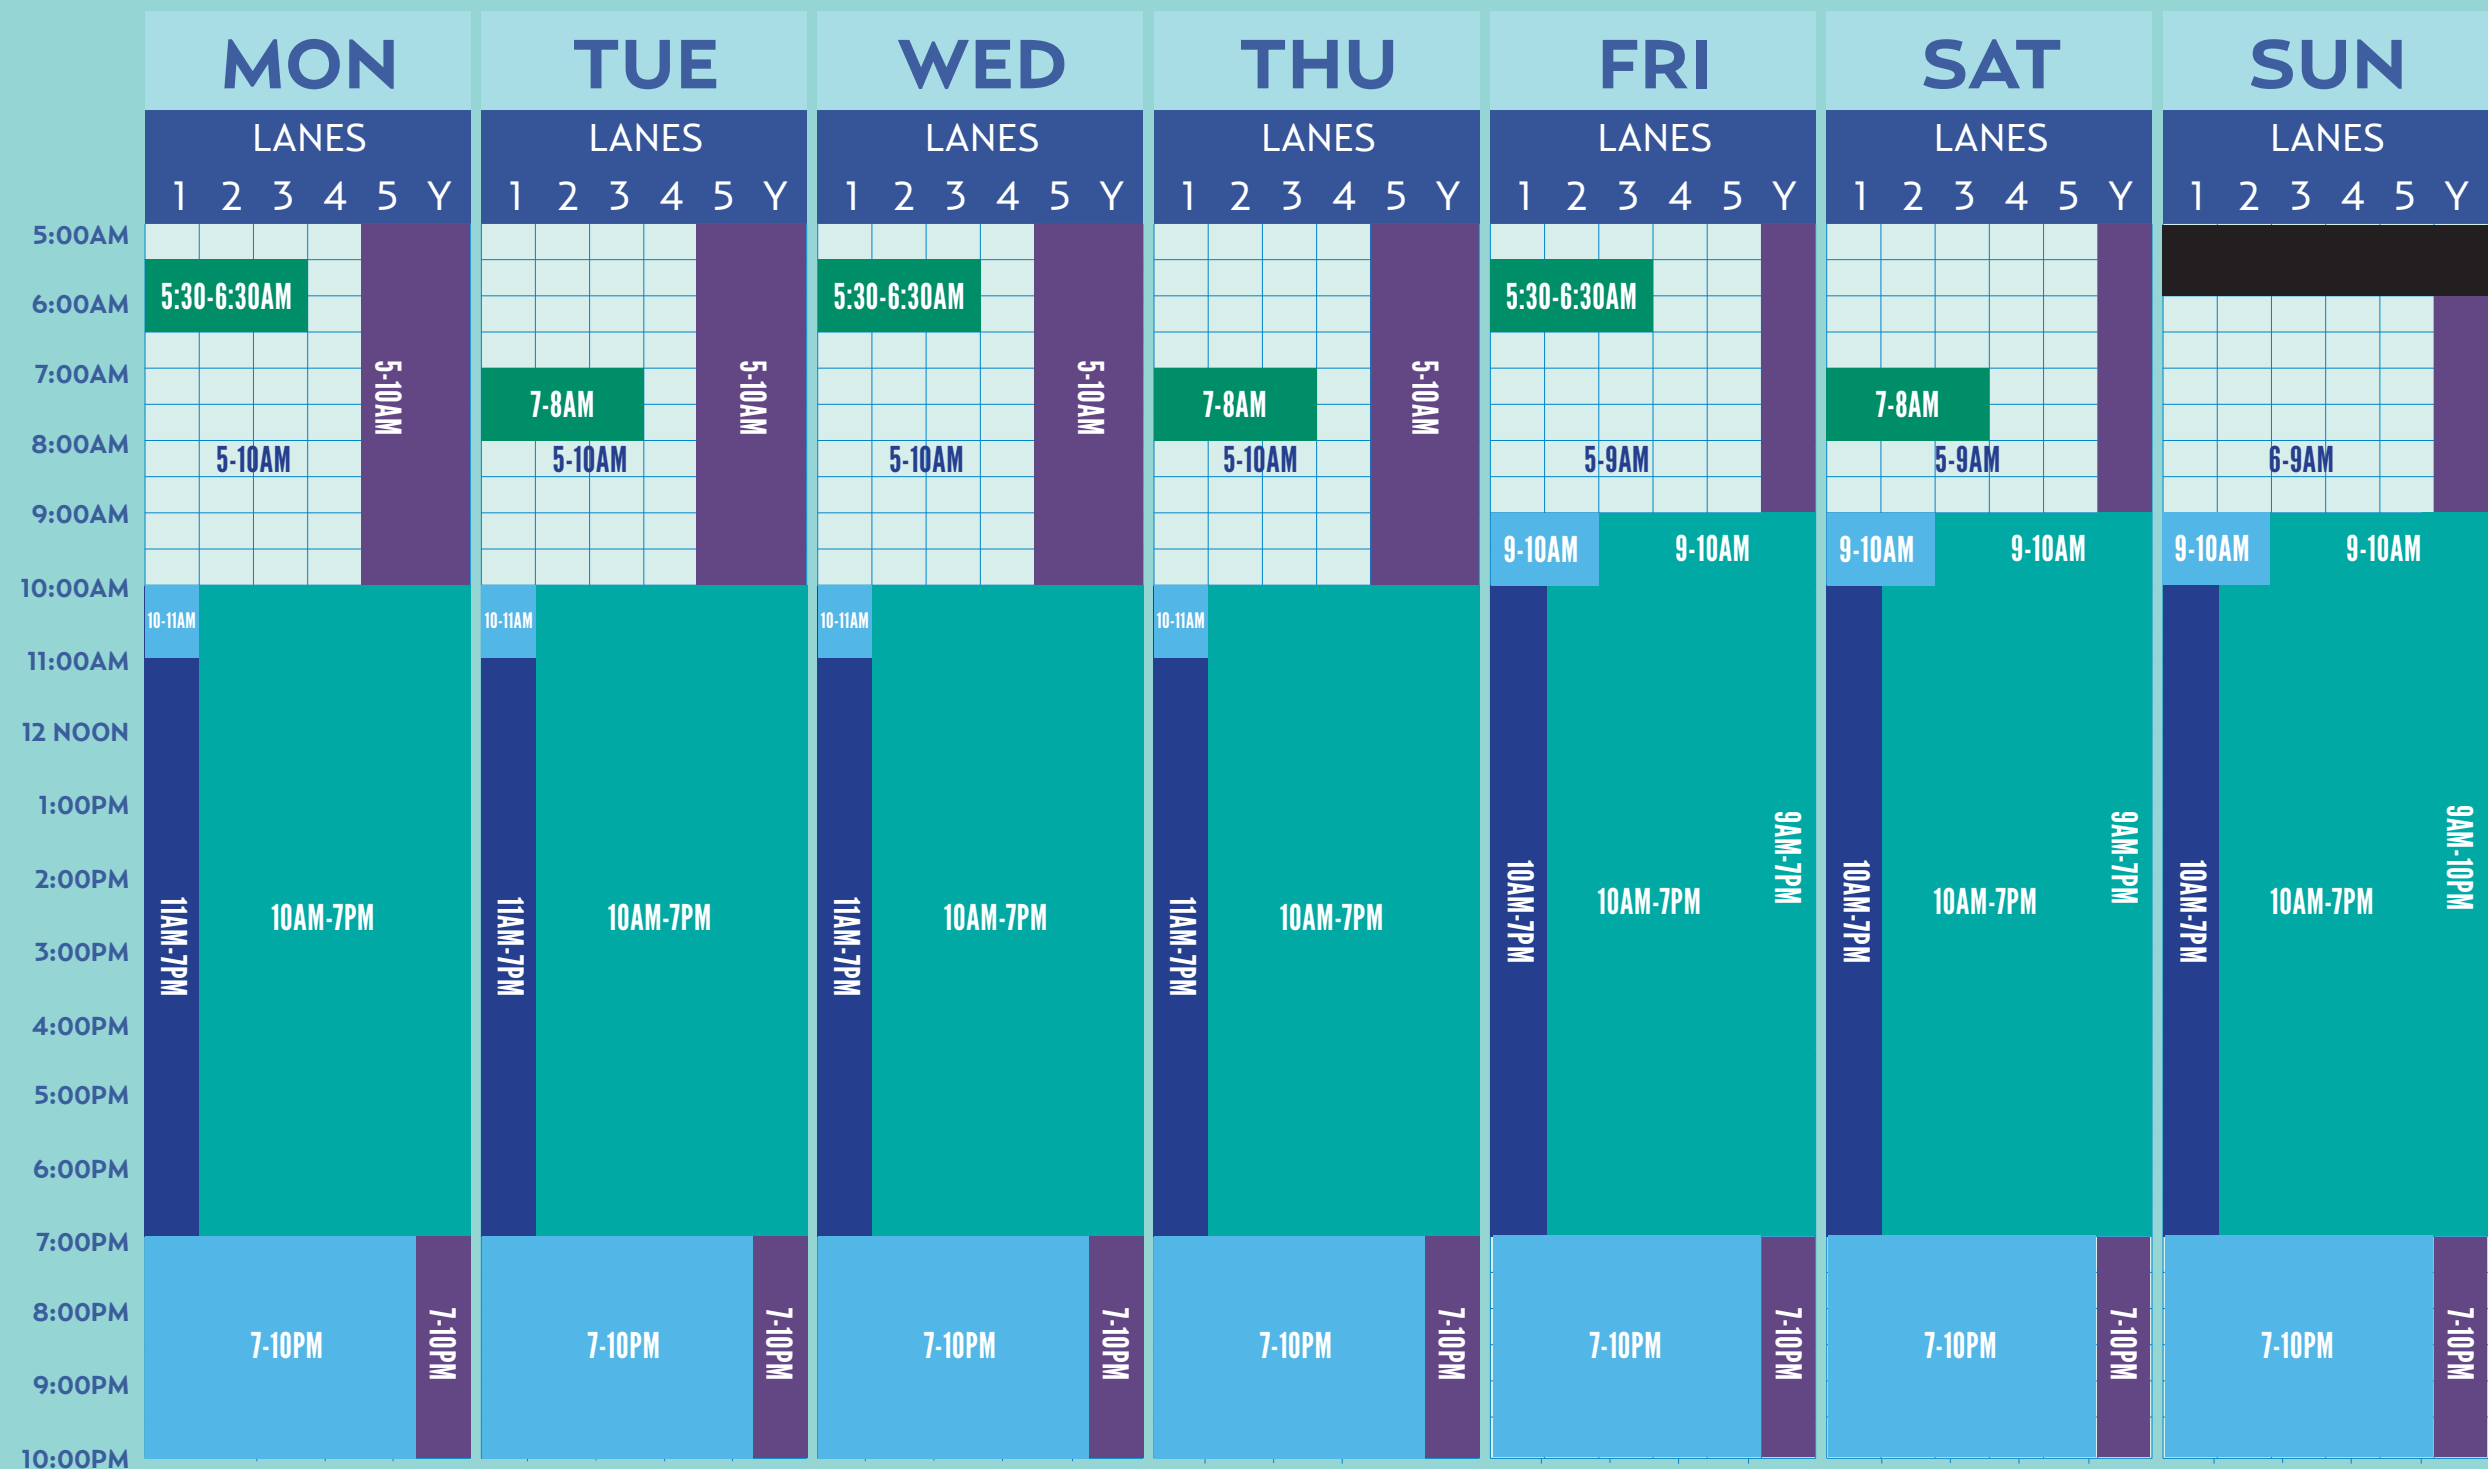 MON TUE WED THU FRI SAT SUN
LANES LANES LANES LANES LANES LANES LANES
1 2 3 4 5 Y 1 2 3 4 5 Y 1 2 3 4 5 Y 1 2 3 4 5 Y 1 2 3 4 5 Y 1 2 3 4 5 Y 1 2 3 4 5 Y
5:00AM
5:30-6:30AM 5:30-6:30AM 5:30-6:30AM
6:00AM
7:00AM
5-10AM 5-10AM 5-10AM 5-10AM
7-8AM 7-8AM 7-8AM
8:00AM
5-10AM 5-10AM 5-10AM 5-10AM 5-9AM 5-9AM 6-9AM
9:00AM
9-10AM 9-10AM 9-10AM 9-10AM 9-10AM 9-10AM
10:00AM
10-11AM 10-11AM 10-11AM 10-11AM
11:00AM
12 NOON
1:00PM
9AM-7PM 9AM-7PM 9AM-10PM
2:00PM
10AM-7PM 10AM-7PM 10AM-7PM 10AM-7PM 10AM-7PM 10AM-7PM
10AM-7PM 10AM-7PM 10AM-7PM 10AM-7PM
11AM-7PM 11AM-7PM 11AM-7PM 11AM-7PM
3:00PM
4:00PM
5:00PM
6:00PM
7:00PM
8:00PM
7-10PM 7-10PM 7-10PM 7-10PM 7-10PM 7-10PM 7-10PM
7-10PM 7-10PM 7-10PM 7-10PM 7-10PM 7-10PM 7-10PM
9:00PM
10:00PM